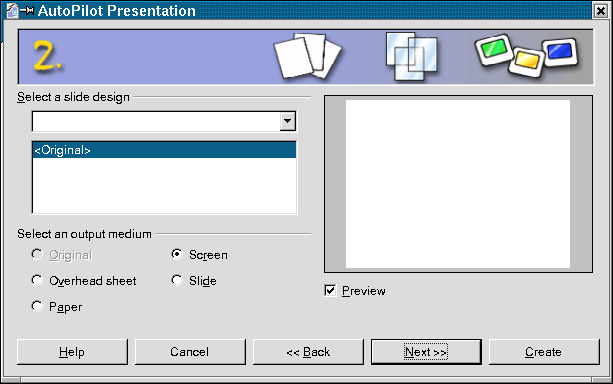 AutoPilot Presentation
2.
Select a slide design
<Original>
Select an output medium
Original
Screen
Overhead sheet
Slide
Paper
Preview
Help
Cancel
<< Back
Next >>
Create